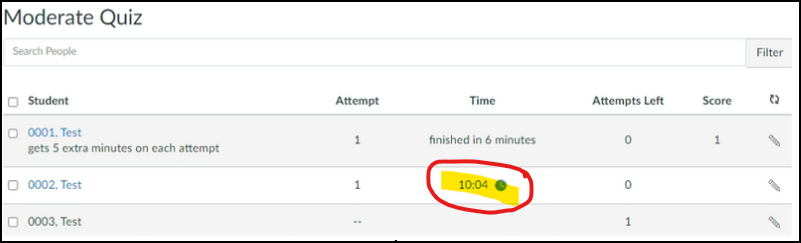 Moderate Quiz
Search People Filter
Student Attempt Time Attempts Left Score
0001, Test
gets 5 extra minutes on each attempt 1 finished in 6 minutes 0 1
0002, Test 1 10:04 0
0003, Test -- 1